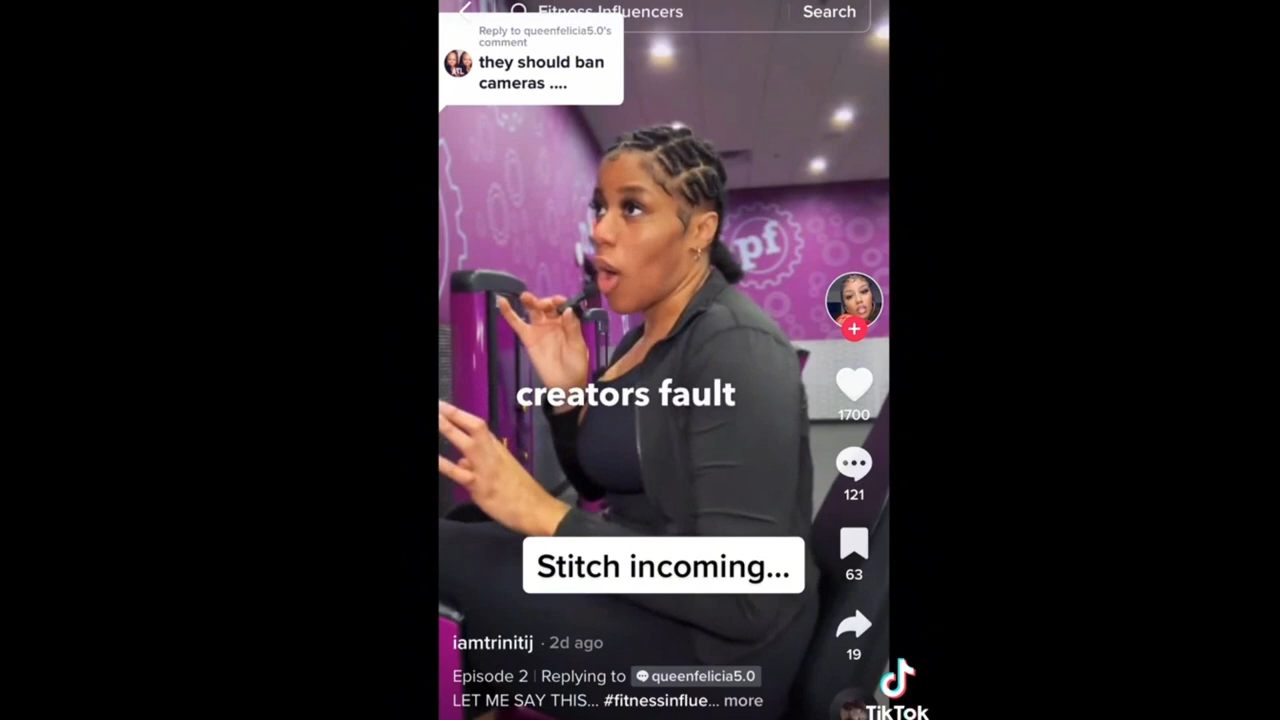 Fitness Influencers
Search
Reply to queenfelicia5.0's
comment
they should ban
cameras ....
pf
creators fault
1700
121
Stitch incoming...
63
19
iamtrinitij · 2d ago
Episode 2 | Replying to queenfelicia5.0
LET ME SAY THIS... #fitnessinflue... more
TikTok